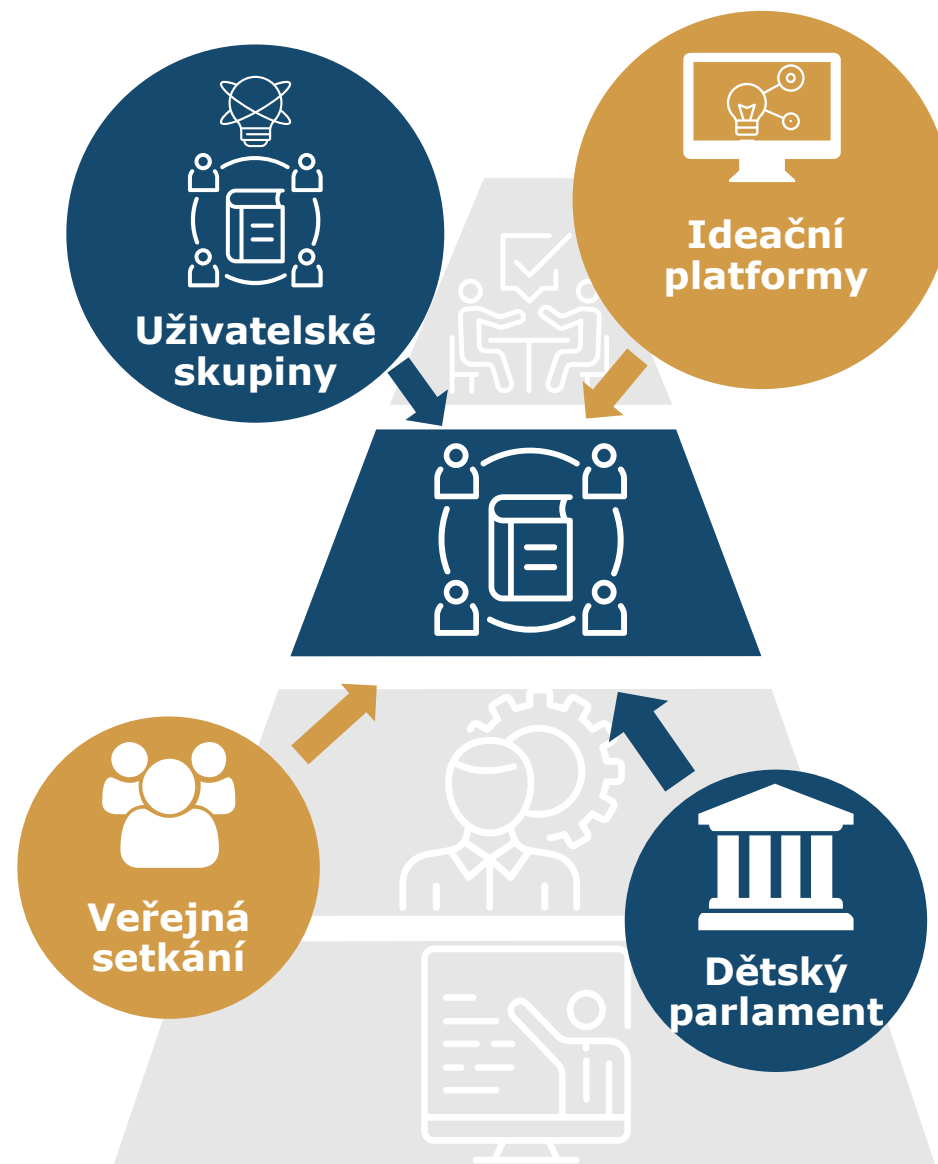 Uživatelské
skupiny
Ideační
platformy
Veřejná
setkání
Dětský
parlament